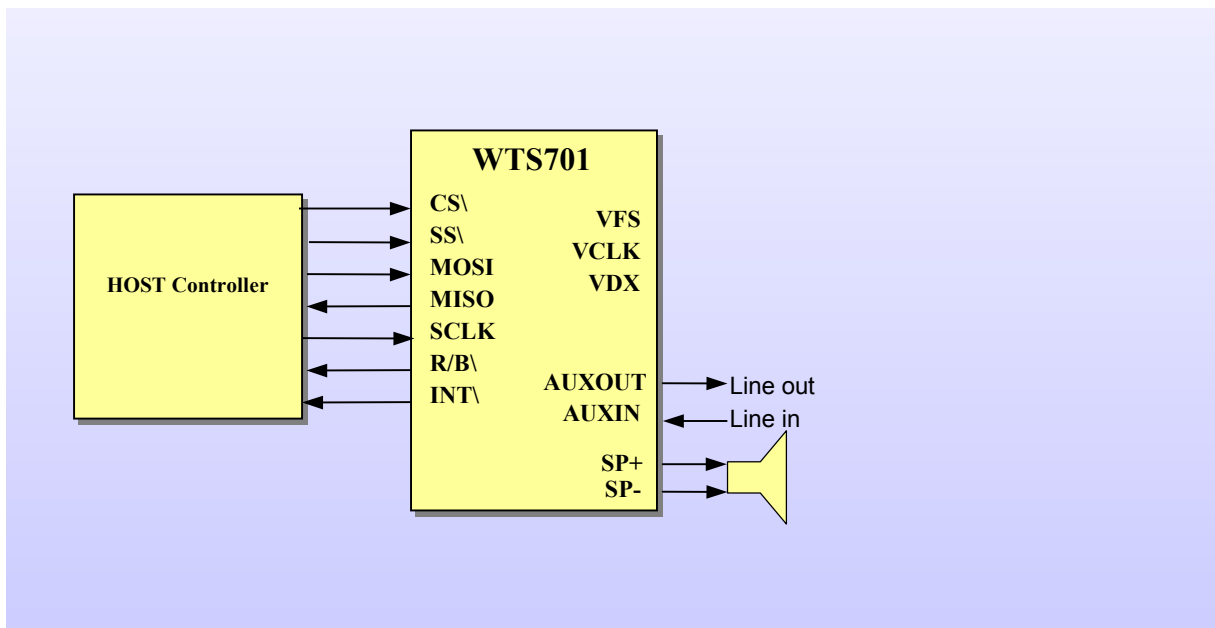 WTS701
HOST Controller
CS\
SS\
MOSI
MISO
SCLK
R/B\
INT\
VFS
VCLK
VDX
AUXOUT
AUXIN
SP+
SP-
Line out
Line in